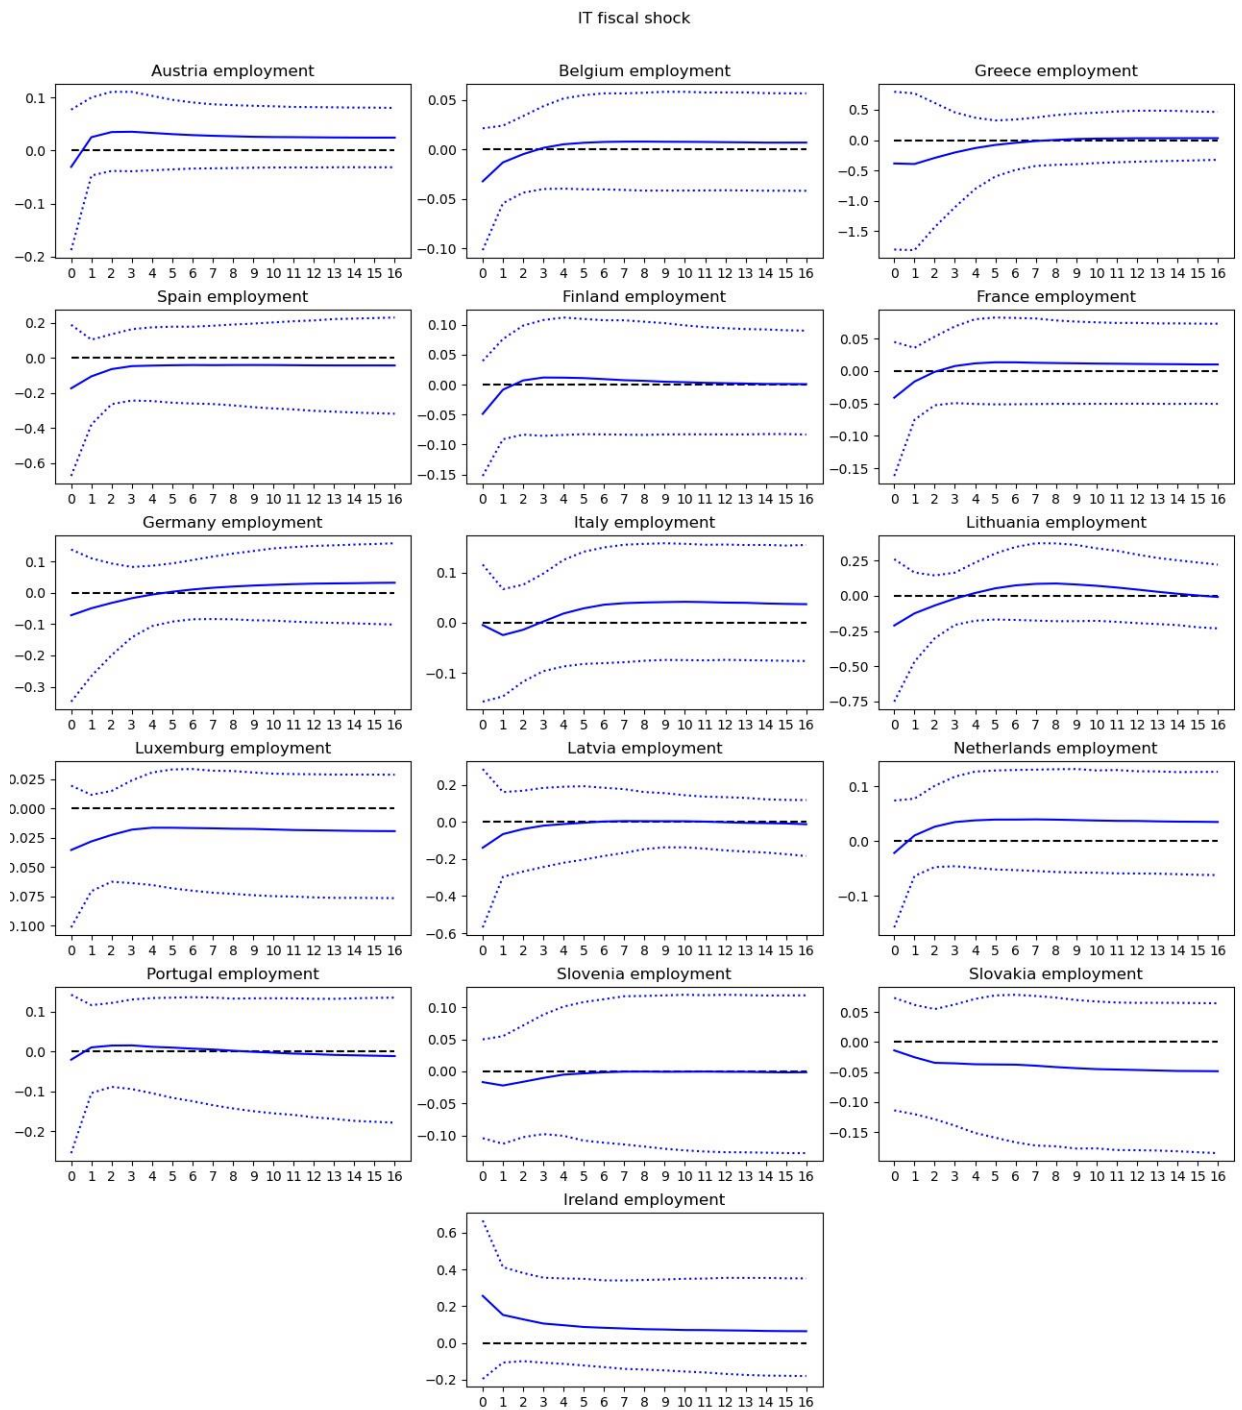 IT fiscal shock
Austria employment
0.1
0.0
−0.1
−0.2
0 1 2 3 4 5 6 7 8 9 10 11 12 13 14 15 16
Belgium employment
0.05
0.00
−0.05
−0.10
0 1 2 3 4 5 6 7 8 9 10 11 12 13 14 15 16
Greece employment
0.5
0.0
−0.5
−1.0
−1.5
0 1 2 3 4 5 6 7 8 9 10 11 12 13 14 15 16
Spain employment
0.2
0.0
−0.2
−0.4
−0.6
0 1 2 3 4 5 6 7 8 9 10 11 12 13 14 15 16
Finland employment
0.10
0.05
0.00
−0.05
−0.10
−0.15
0 1 2 3 4 5 6 7 8 9 10 11 12 13 14 15 16
France employment
0.05
0.00
−0.05
−0.10
−0.15
0 1 2 3 4 5 6 7 8 9 10 11 12 13 14 15 16
Germany employment
0.1
0.0
−0.1
−0.2
−0.3
0 1 2 3 4 5 6 7 8 9 10 11 12 13 14 15 16
Italy employment
0.1
0.0
−0.1
0 1 2 3 4 5 6 7 8 9 10 11 12 13 14 15 16
Lithuania employment
0.25
0.00
−0.25
−0.50
−0.75
0 1 2 3 4 5 6 7 8 9 10 11 12 13 14 15 16
Luxemburg employment
0.025
0.000
0.025
0.050
0.075
0.100
0 1 2 3 4 5 6 7 8 9 10 11 12 13 14 15 16
Latvia employment
0.2
0.0
−0.2
−0.4
−0.6
0 1 2 3 4 5 6 7 8 9 10 11 12 13 14 15 16
Netherlands employment
0.1
0.0
−0.1
0 1 2 3 4 5 6 7 8 9 10 11 12 13 14 15 16
Portugal employment
0.1
0.0
−0.1
−0.2
0 1 2 3 4 5 6 7 8 9 10 11 12 13 14 15 16
Slovenia employment
0.10
0.05
0.00
−0.05
−0.10
0 1 2 3 4 5 6 7 8 9 10 11 12 13 14 15 16
Slovakia employment
0.05
0.00
−0.05
−0.10
−0.15
0 1 2 3 4 5 6 7 8 9 10 11 12 13 14 15 16
Ireland employment
0.6
0.4
0.2
0.0
−0.2
0 1 2 3 4 5 6 7 8 9 10 11 12 13 14 15 16